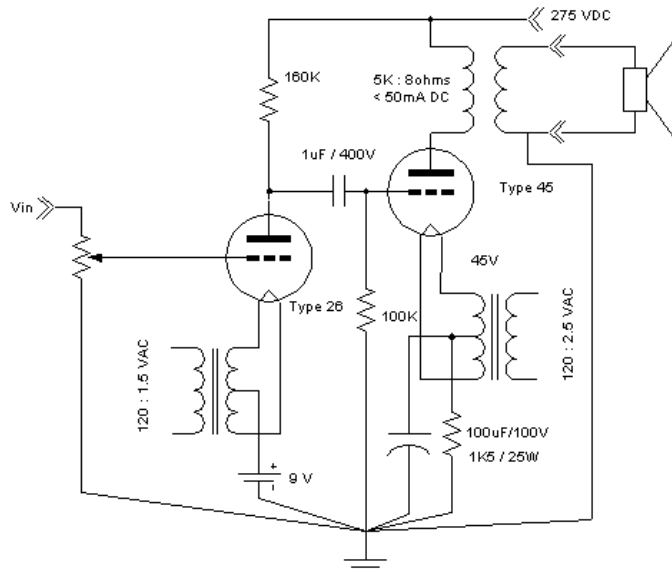 275 VDC
160K
5K : 8ohms
< 50mA DC
1uF / 400V
Type 45
Vin
45V
Type 26
100K
120 : 1.5 VAC
120 : 2.5 VAC
100uF/100V
1K5 / 25W
+
-
9 V